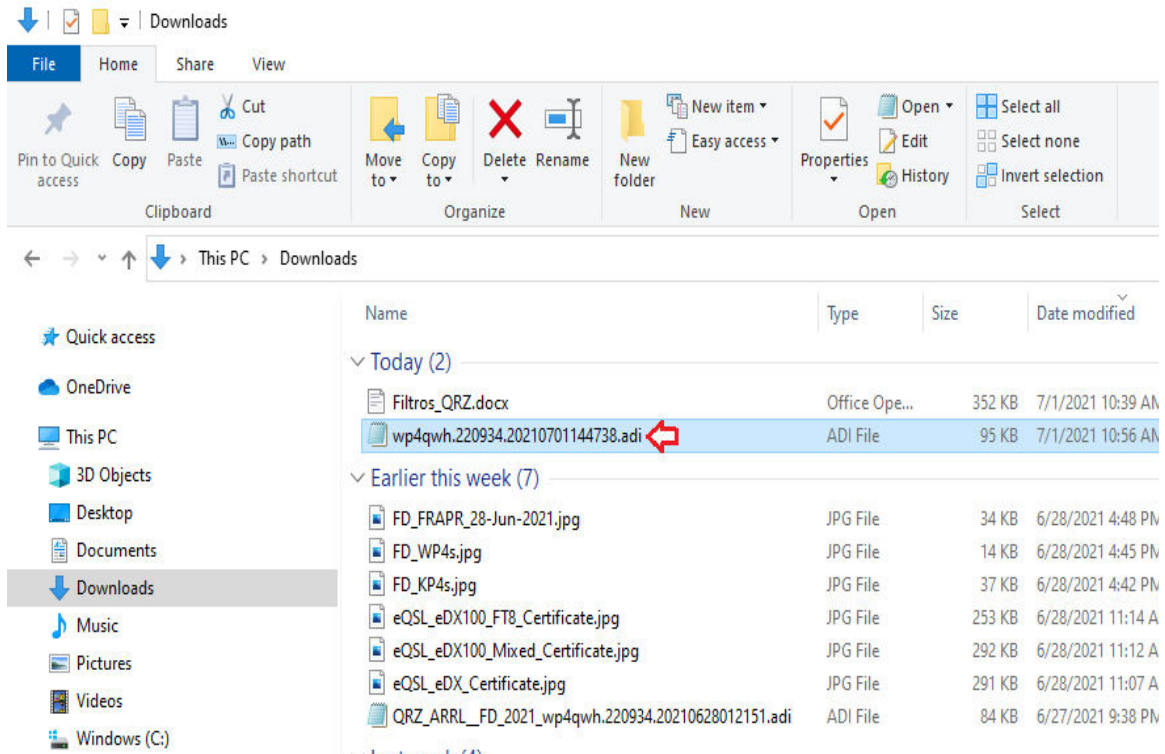 Downloads
File Home Share View
Pin to Quick access
Copy
Paste
Cut
Copy path
Paste shortcut
Clipboard
Move to
Copy to
Delete
Rename
Organize
New folder
New item
Easy access
New
Properties
Open
Edit
History
Open
Select all
Select none
Invert selection
Select
This PC > Downloads
Quick access
OneDrive
This PC
3D Objects
Desktop
Documents
Downloads
Music
Pictures
Videos
Windows (C:)
Name Type Size Date modified
Today (2)
Filtros_QRZ.docx Office Ope... 352 KB 7/1/2021 10:39 AM
wp4qwh.220934.20210701144738.adi ADI File 95 KB 7/1/2021 10:56 AM
Earlier this week (7)
FD_FRAPR_28-Jun-2021.jpg JPG File 34 KB 6/28/2021 4:48 PM
FD_WP4s.jpg JPG File 14 KB 6/28/2021 4:45 PM
FD_KP4s.jpg JPG File 37 KB 6/28/2021 4:42 PM
eQSL_eDX100_FT8_Certificate.jpg JPG File 253 KB 6/28/2021 11:14 A
eQSL_eDX100_Mixed_Certificate.jpg JPG File 292 KB 6/28/2021 11:12 A
eQSL_eDX_Certificate.jpg JPG File 291 KB 6/28/2021 11:07 A
QRZ_ARRL__FD_2021_wp4qwh.220934.20210628012151.adi ADI File 84 KB 6/27/2021 9:38 PM